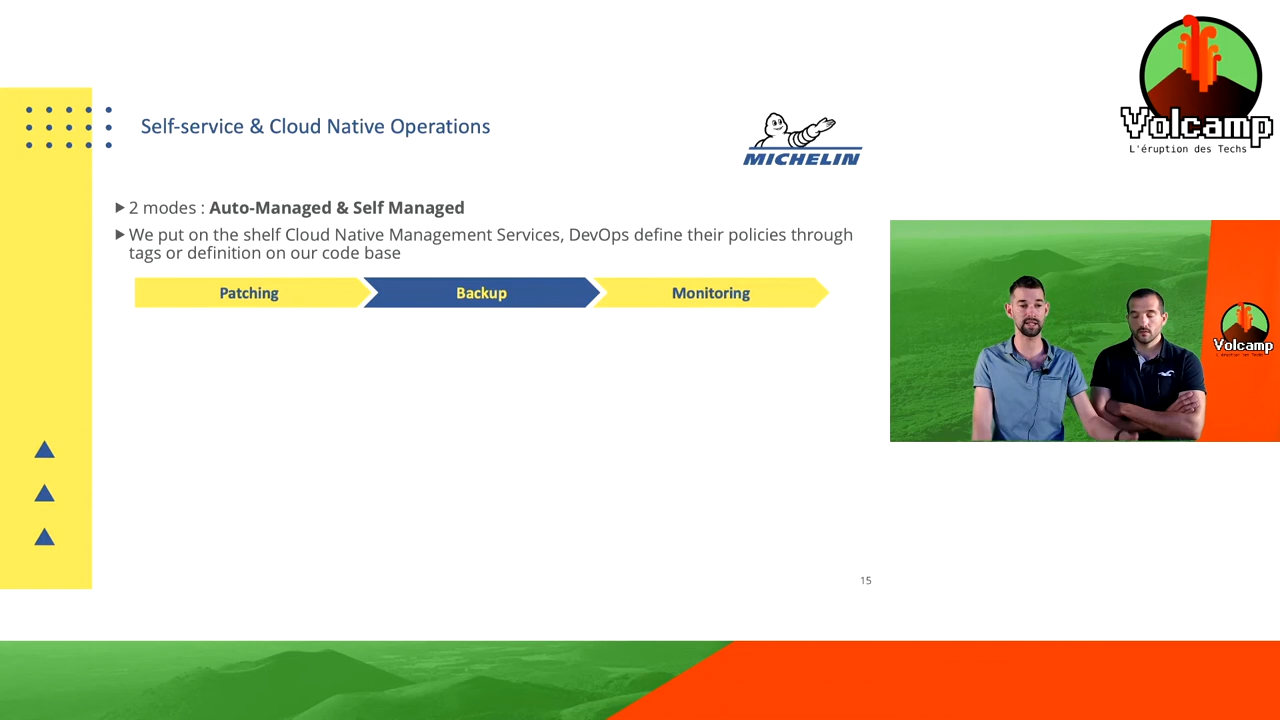 Volcamp
L'éruption des Techs
Self-service & Cloud Native Operations
MICHELIN
2 modes : Auto-Managed & Self Managed
We put on the shelf Cloud Native Management Services, DevOps define their policies through
tags or definition on our code base
Patching
Backup
Monitoring
Volcamp
15